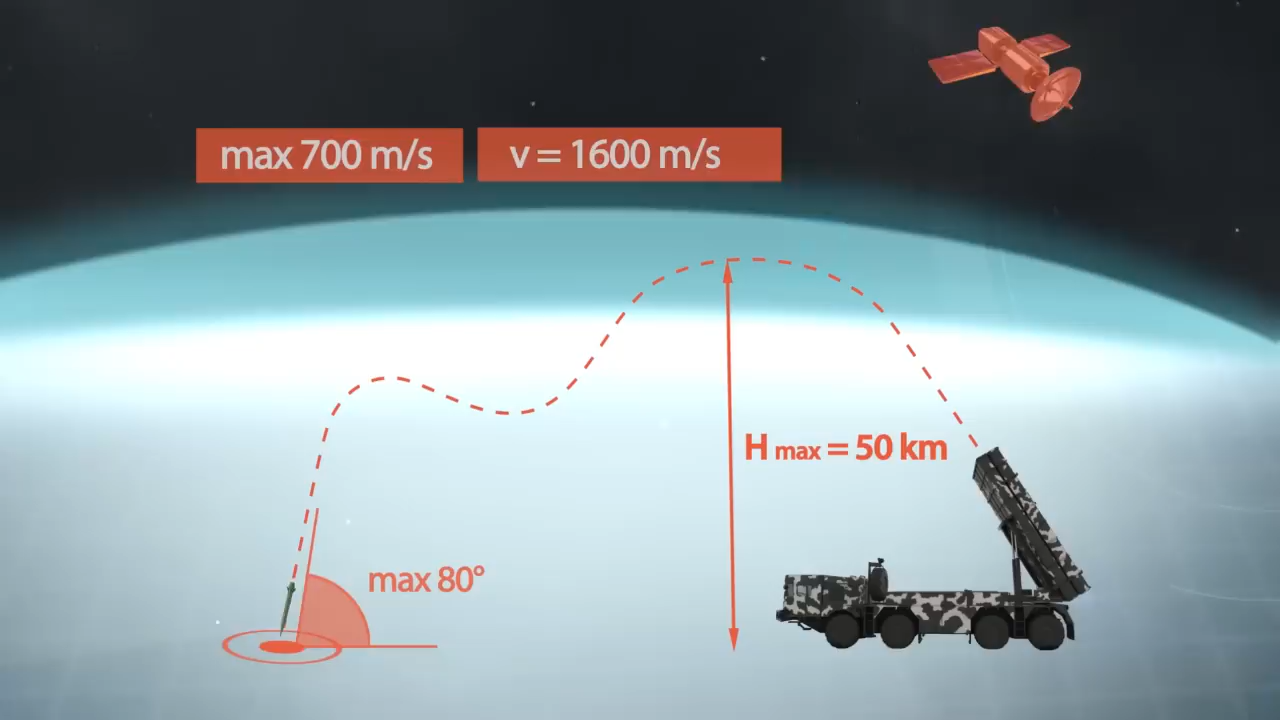 max 700 m/s
v = 1600 m/s
H max = 50 km
max 80°